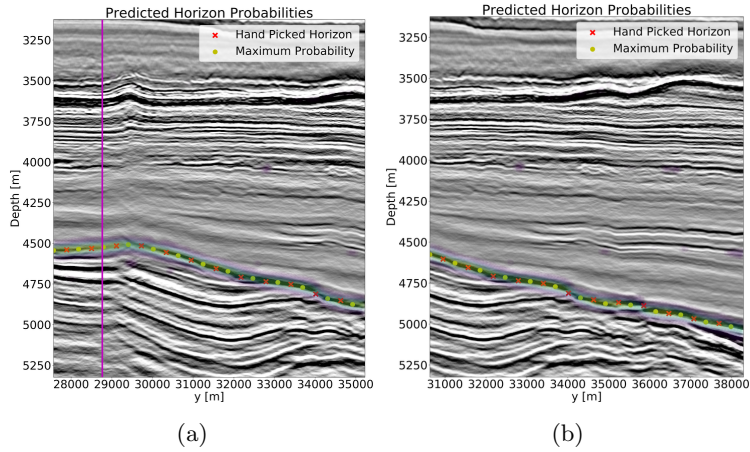 Predicted Horizon Probabilities
Hand Picked Horizon
Maximum Probability
3250
3500
3750
4000
4250
4500
4750
5000
5250
Depth [m]
28000 29000 30000 31000 32000 33000 34000 35000
y [m]
(a)
Predicted Horizon Probabilities
Hand Picked Horizon
Maximum Probability
3250
3500
3750
4000
4250
4500
4750
5000
5250
Depth [m]
31000 32000 33000 34000 35000 36000 37000 38000
y [m]
(b)